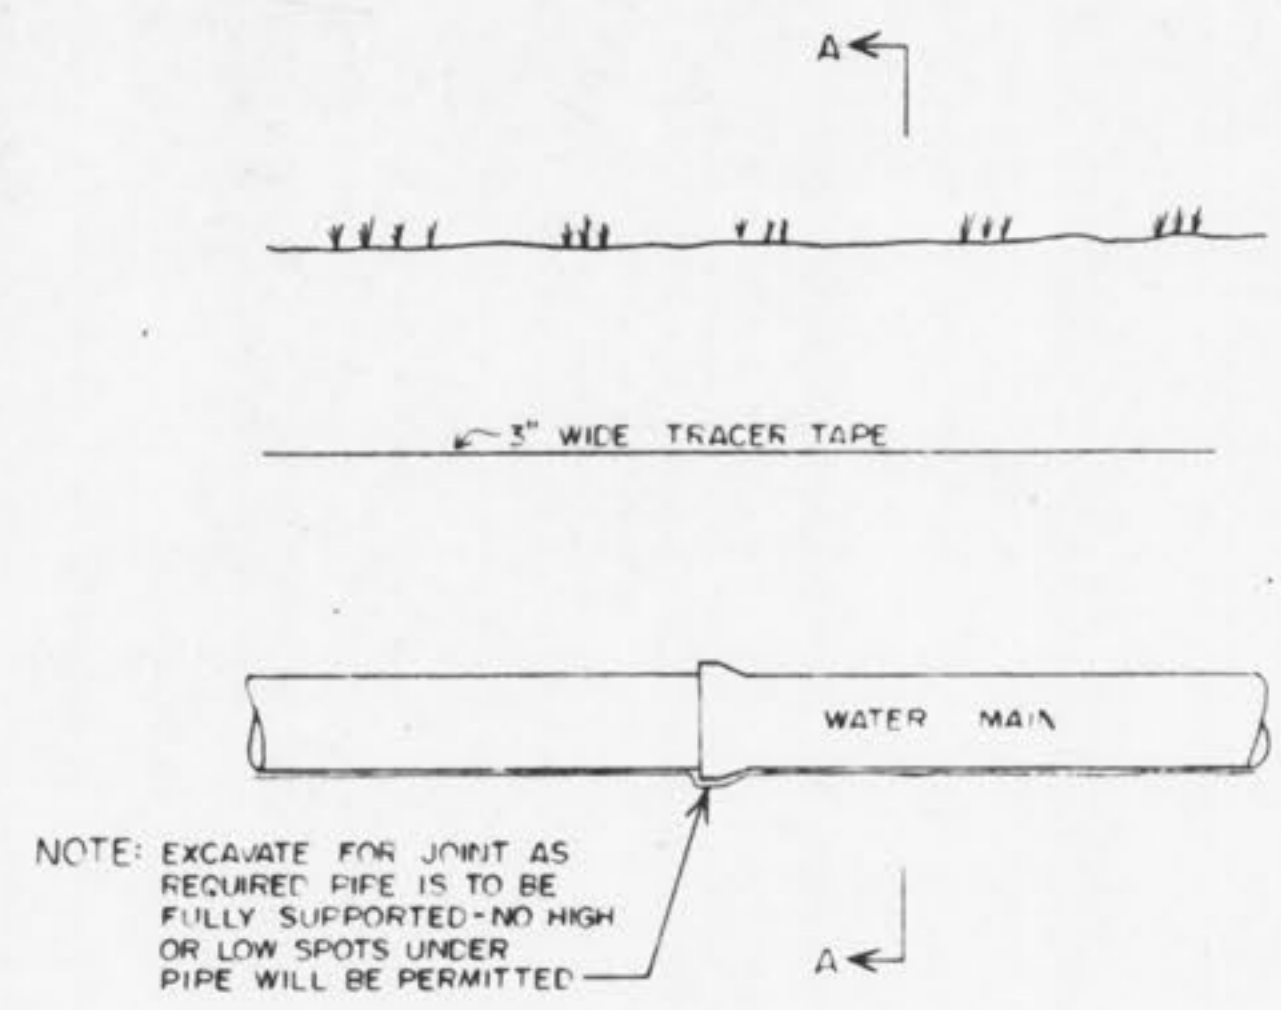 A
3" WIDE TRACER TAPE
WATER MAIN
NOTE: EXCAVATE FOR JOINT AS
REQUIRED PIPE IS TO BE
FULLY SUPPORTED-NO HIGH
OR LOW SPOTS UNDER
PIPE WILL BE PERMITTED
A